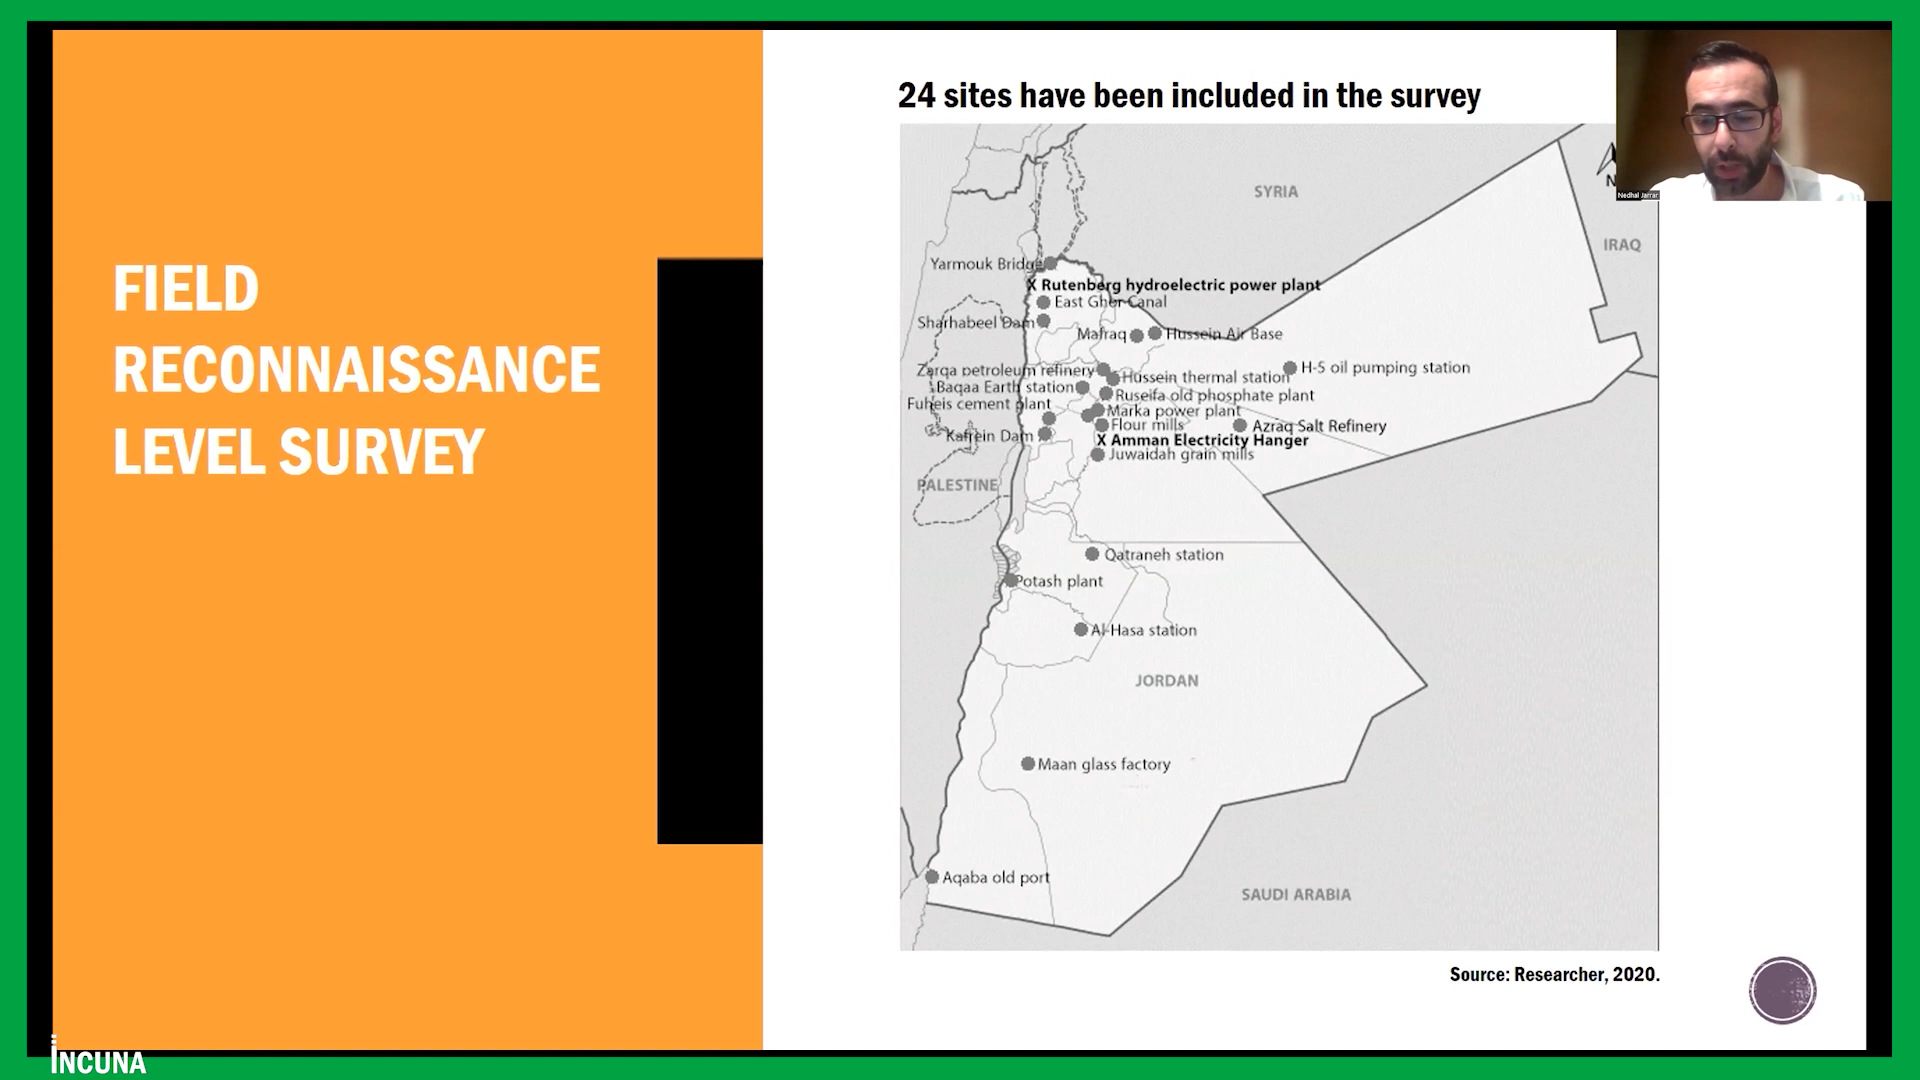 FIELD
RECONNAISSANCE
LEVEL SURVEY
24 sites have been included in the survey
N
SYRIA
IRAQ
Yarmouk Bridge
X Rutenberg hydroelectric power plant
East Gher Canal
Sharhabeel Dam
Mafraq
Hussein Air Base
Zarqa petroleum refinery
H-5 oil pumping station
Hussein thermal station
Baqaa Earth station
Ruseifa old phosphate plant
Fuheis cement plant
Marka power plant
Flour mills
Azraq Salt Refinery
Kafrein Dam
X Amman Electricity Hanger
Juwaidah grain mills
PALESTINE
Qatraneh station
Potash plant
Al-Hasa station
JORDAN
Maan glass factory
Aqaba old port
SAUDI ARABIA
Source: Researcher, 2020.
Nedhal Jarrar
INCUNA